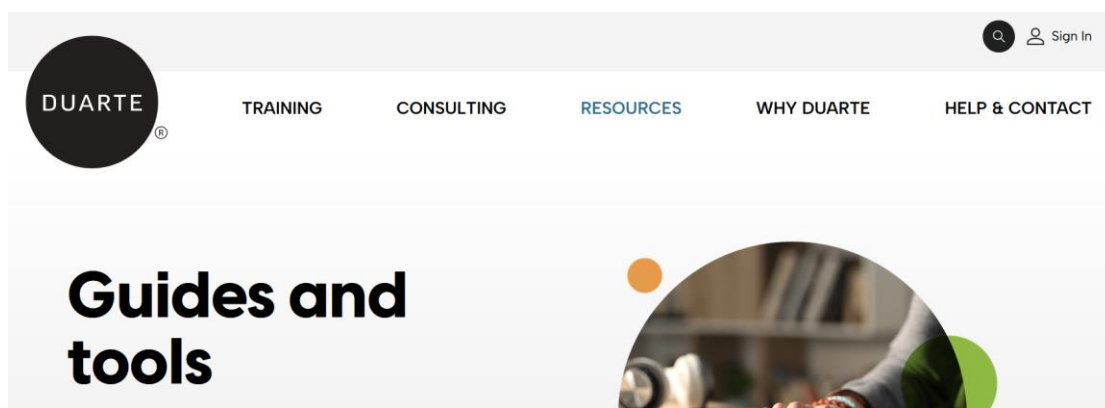 Sign In
DUARTE
®
TRAINING CONSULTING RESOURCES WHY DUARTE HELP & CONTACT
Guides and
tools